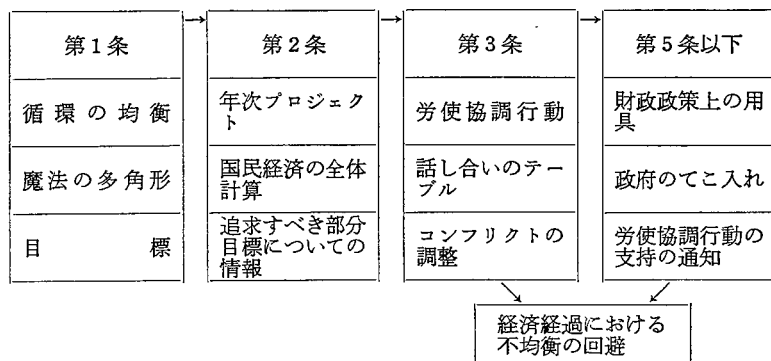 第1条
循環の均衡
魔法の多角形
目標
第2条
年次プロジェク
ト
国民経済の全体
計算
追求すべき部分
目標についての
情報
第3条
労使協調行動
話し合いのテー
ブル
コンフリクトの
調整
第5条以下
財政政策上の用
具
政府のてこ入れ
労使協調行動の
支持の通知
経済経過における
不均衡の回避